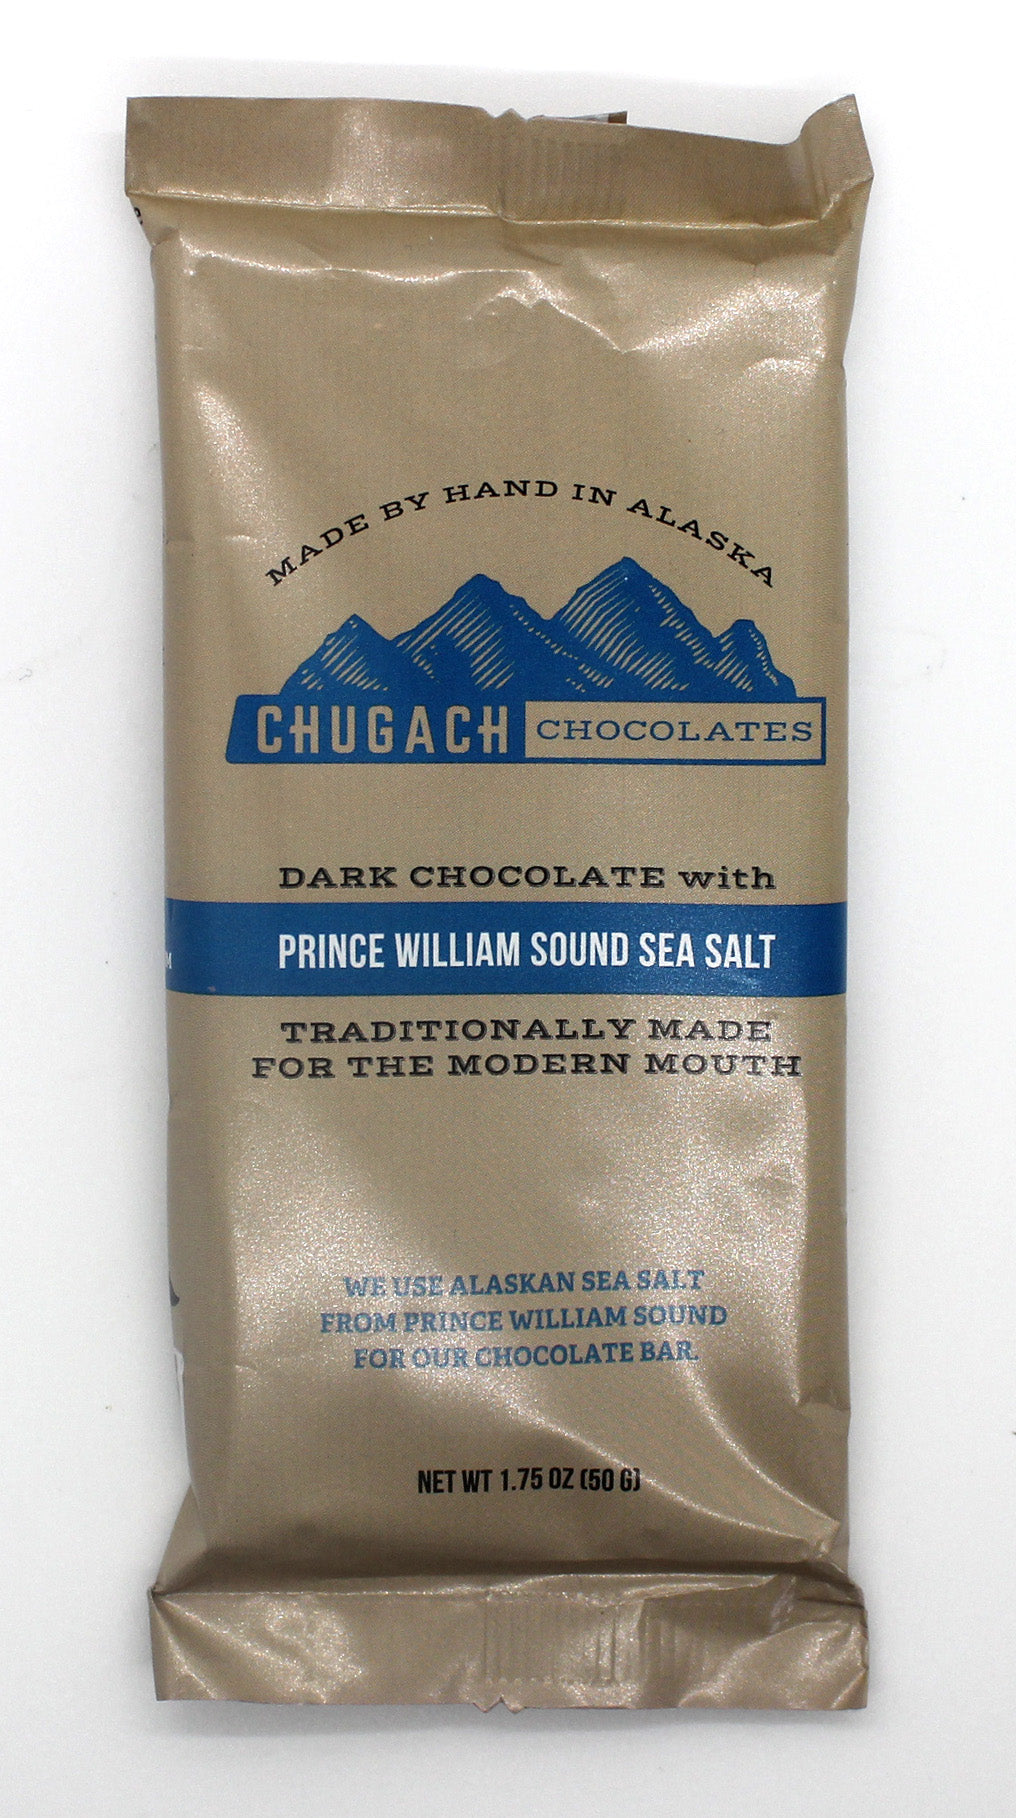 MADE BY HAND IN ALASKA
CHUGACH CHOCOLATES
DARK CHOCOLATE with
PRINCE WILLIAM SOUND SEA SALT
TRADITIONALLY MADE
FOR THE MODERN MOUTH
WE USE ALASKAN SEA SALT
FROM PRINCE WILLIAM SOUND
FOR OUR CHOCOLATE BAR.
NET WT 1.75 OZ (50 G)